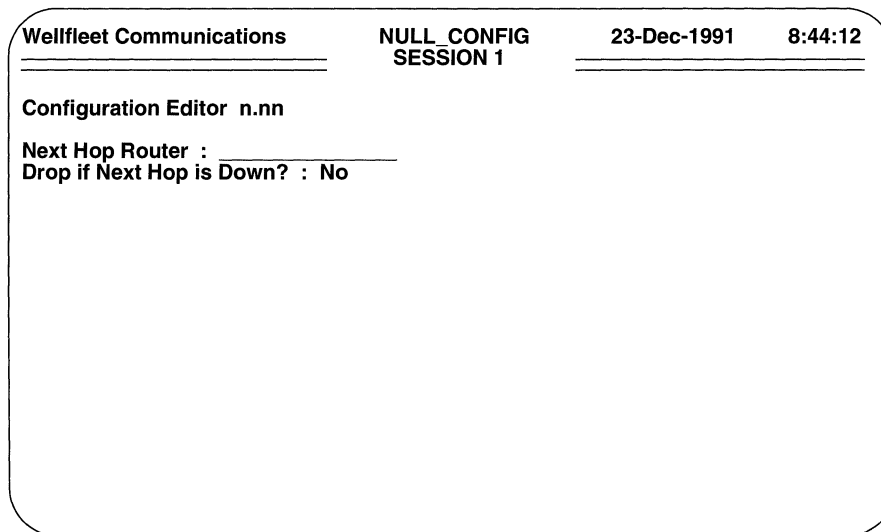 Wellfleet Communications NULL_CONFIG 23-Dec-1991 8:44:12
SESSION 1
Configuration Editor n.nn
Next Hop Router : ________________
Drop if Next Hop is Down? : No